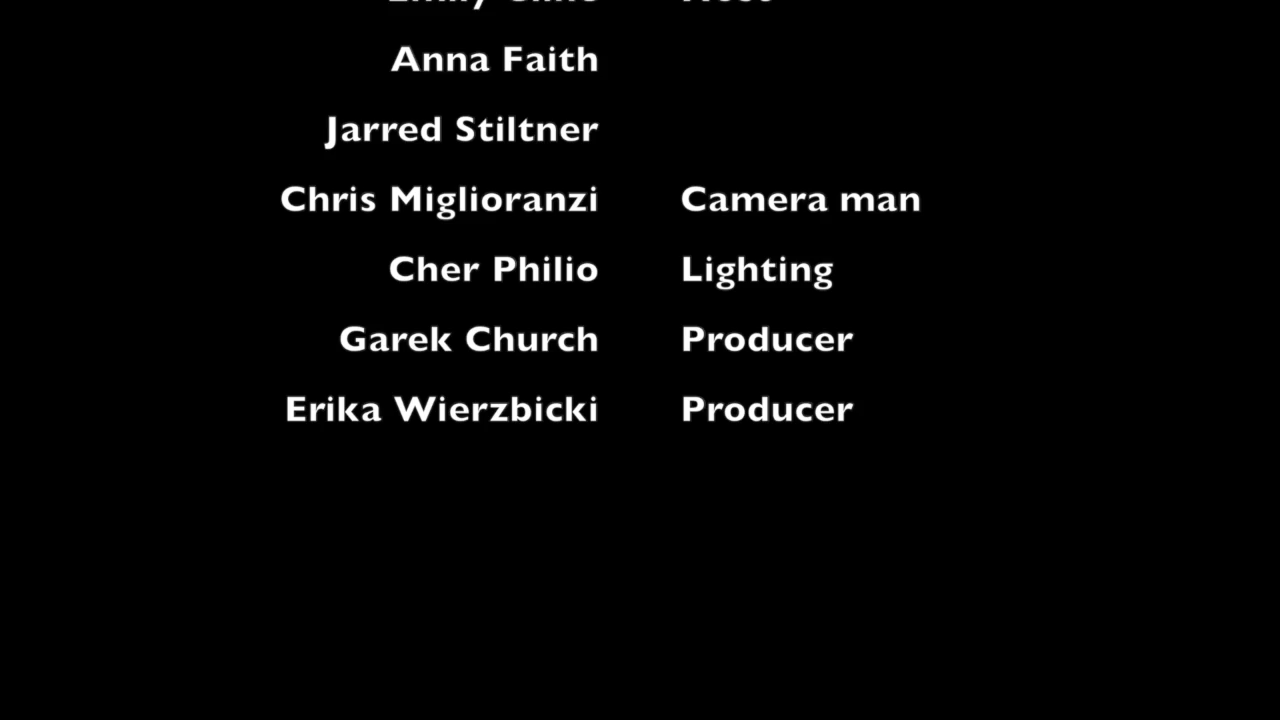 Anna Faith
Jarred Stiltner
Chris Miglioranzi Camera man
Cher Philio Lighting
Garek Church Producer
Erika Wierzbicki Producer